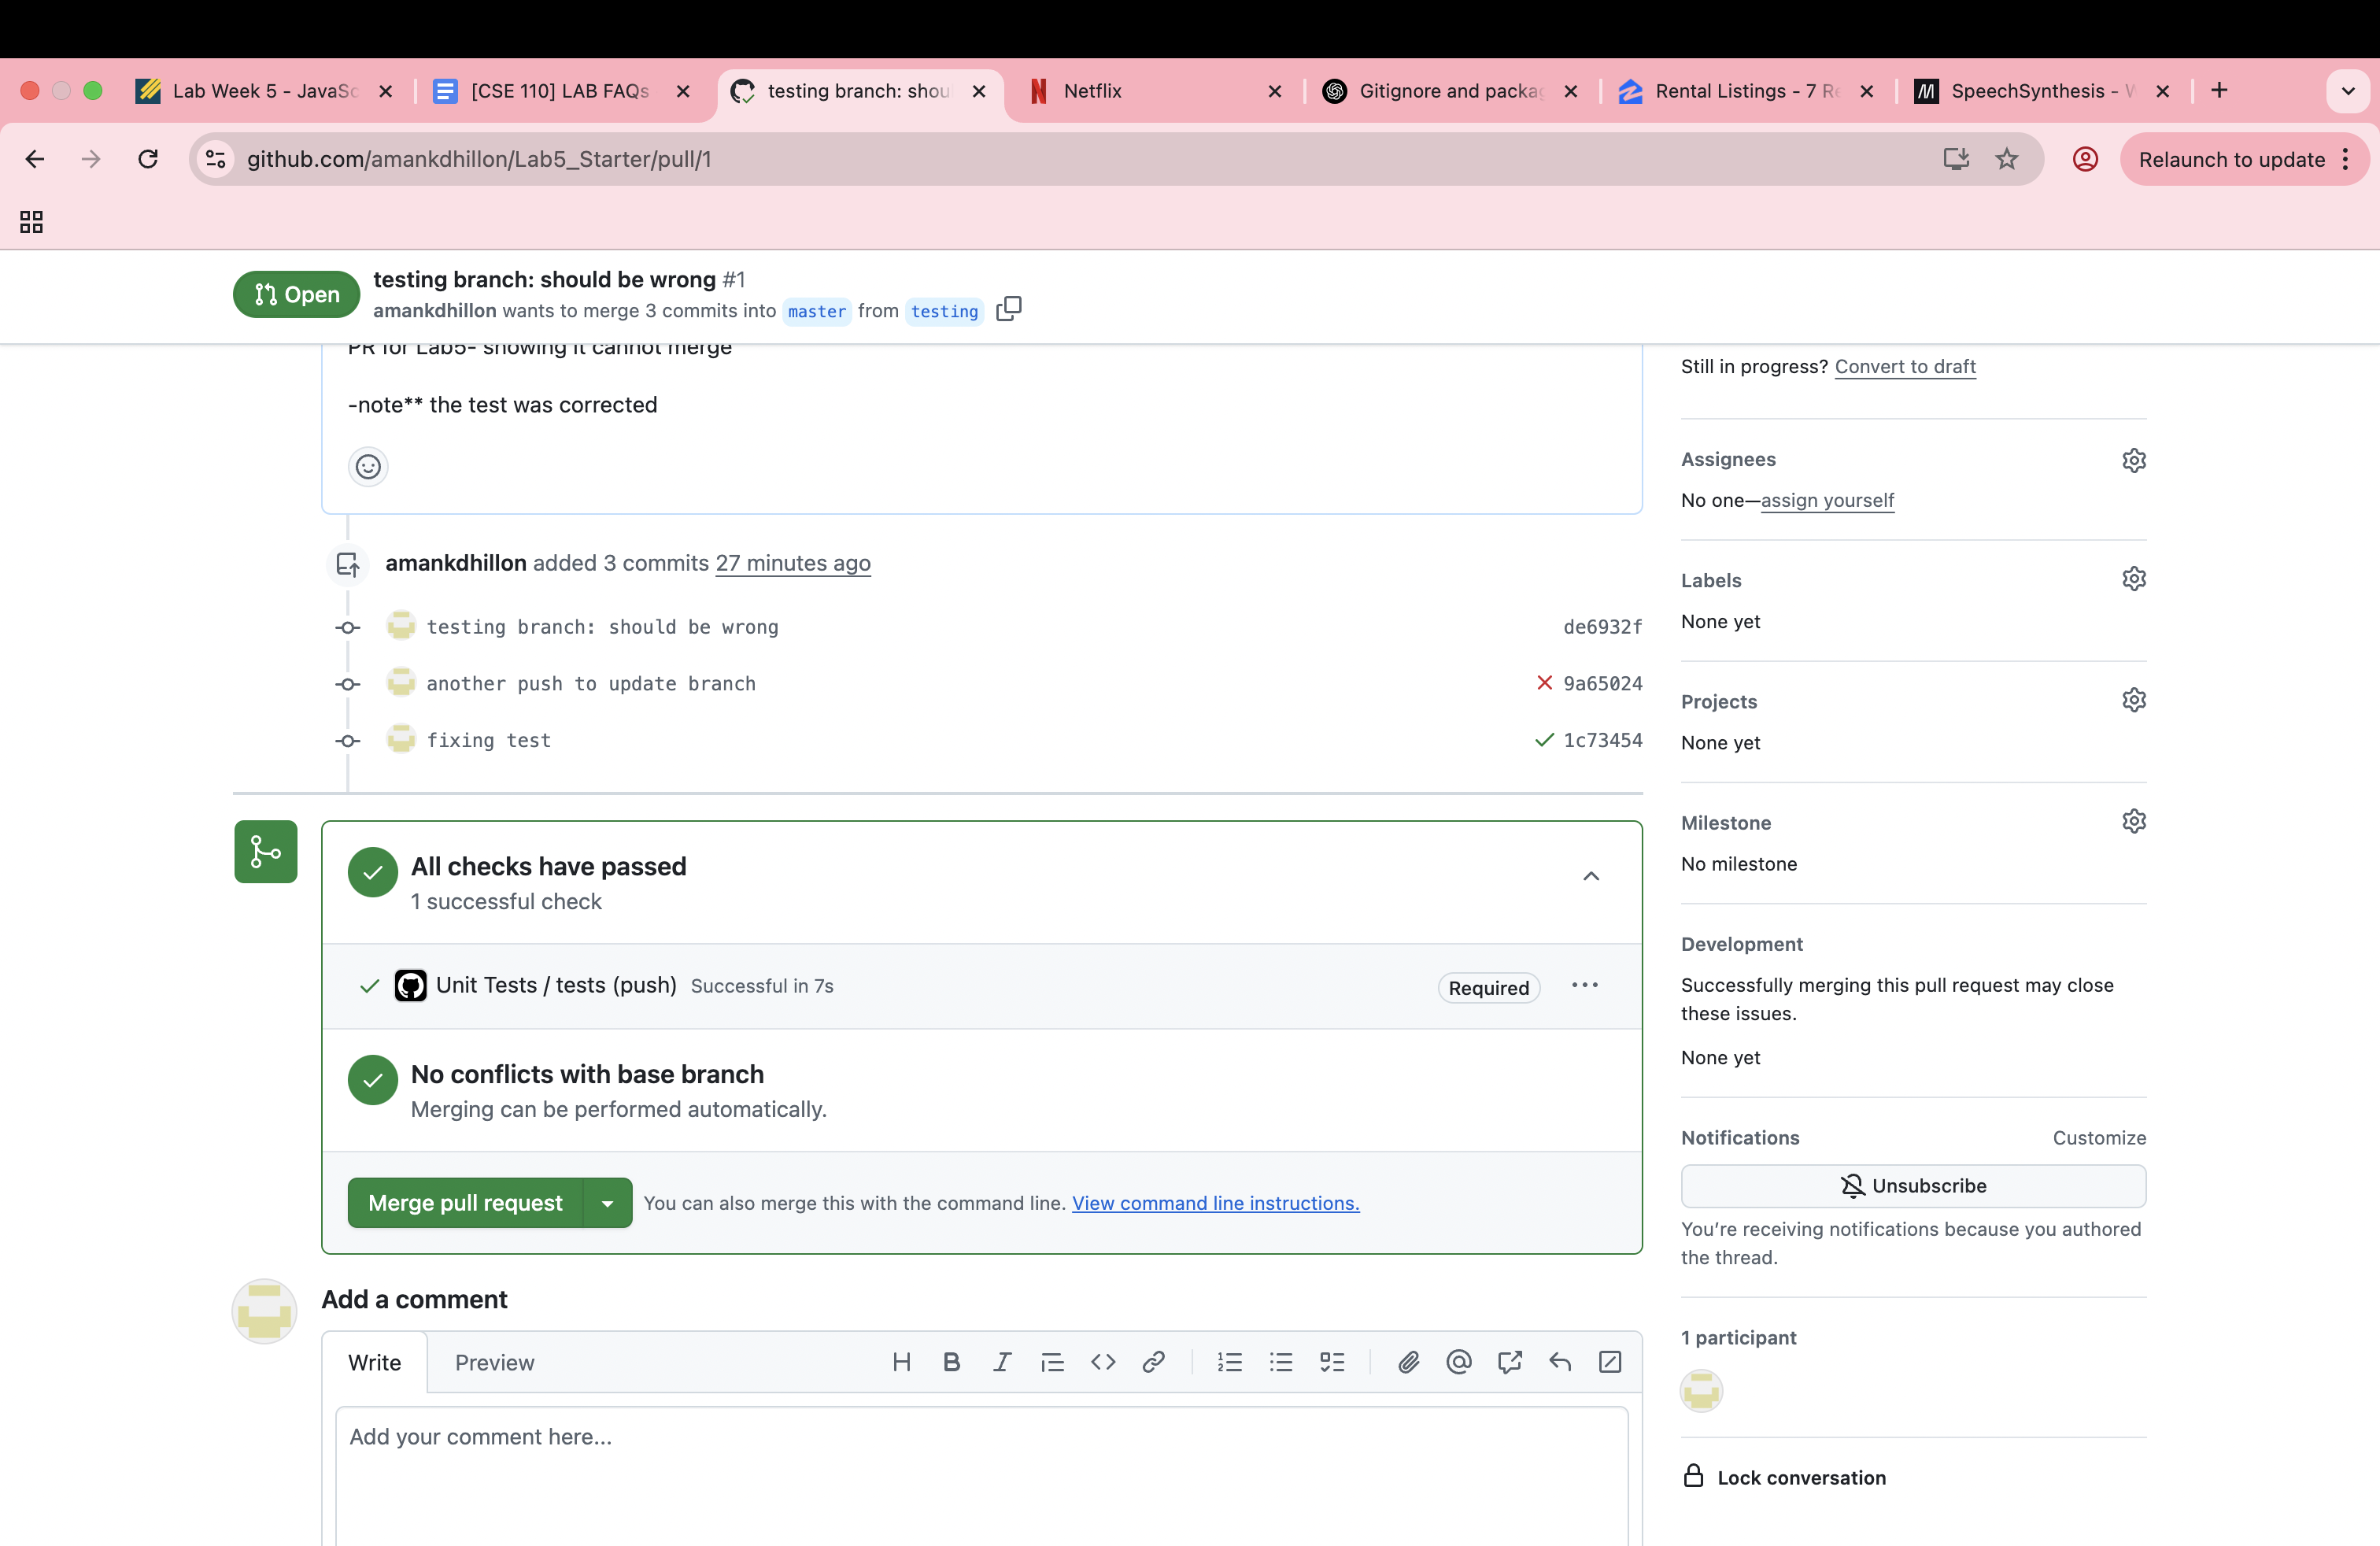 Lab Week 5 - JavaSc
[CSE 110] LAB FAQs
testing branch: shou
Netflix
Gitignore and packag
Rental Listings - 7 Re
SpeechSynthesis - W
github.com/amankdhillon/Lab5_Starter/pull/1
Relaunch to update
Open
testing branch: should be wrong #1
amankdhillon wants to merge 3 commits into master from testing
PR for Lab5- showing it cannot merge
-note** the test was corrected
amankdhillon added 3 commits 27 minutes ago
testing branch: should be wrong de6932f
another push to update branch 9a65024
fixing test 1c73454
All checks have passed
1 successful check
Unit Tests / tests (push) Successful in 7s Required
No conflicts with base branch
Merging can be performed automatically.
Merge pull request You can also merge this with the command line. View command line instructions.
Add a comment
Write Preview
Add your comment here...
Still in progress? Convert to draft
Assignees
No one—assign yourself
Labels
None yet
Projects
None yet
Milestone
No milestone
Development
Successfully merging this pull request may close
these issues.
None yet
Notifications Customize
Unsubscribe
You’re receiving notifications because you authored
the thread.
1 participant
Lock conversation